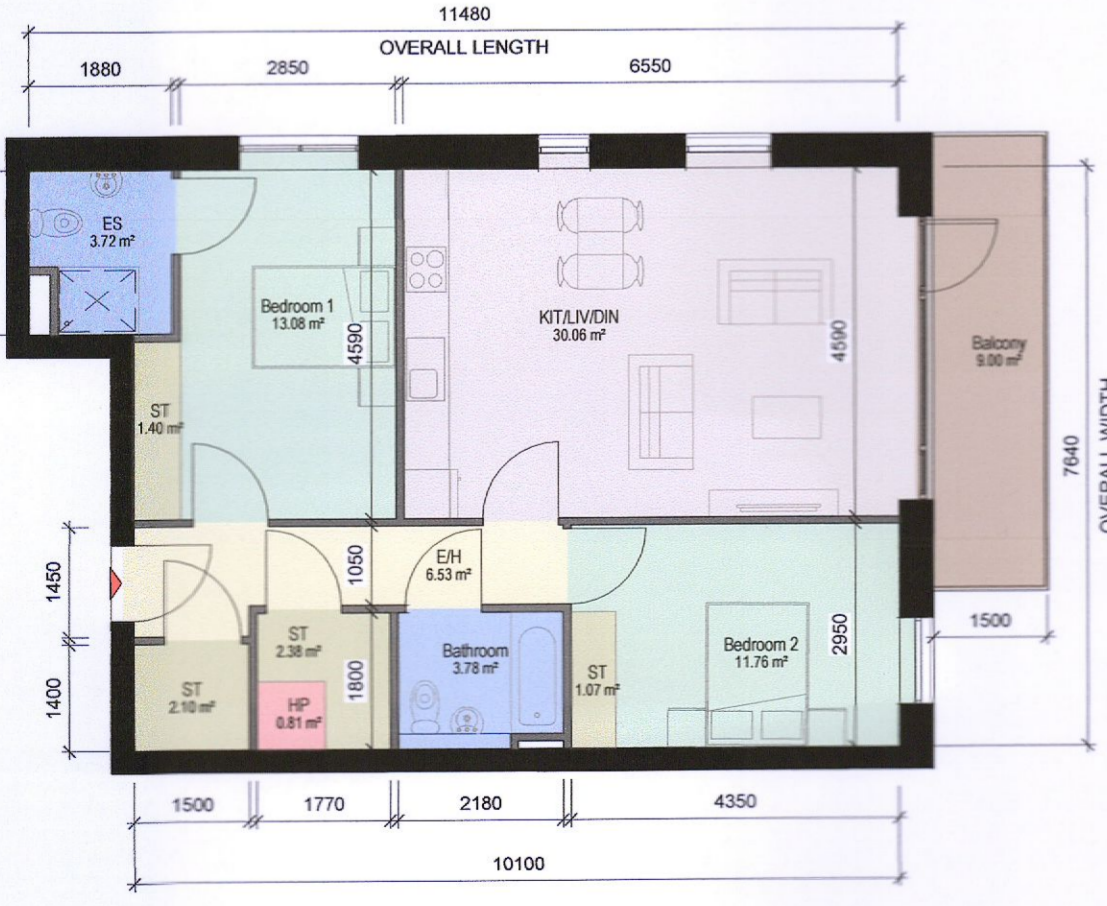 11480
OVERALL LENGTH
1880
2850
6550
ES
3.72 m²
Bedroom 1
13.08 m²
4590
KIT/LIV/DIN
30.06 m²
4590
Balcony
9.00 m²
OVERALL WIDTH
7640
ST
1.40 m²
1450
1050
E/H
6.53 m²
1500
ST
2.38 m²
Bathroom
3.78 m²
Bedroom 2
11.76 m²
2950
1400
ST
2.10 m²
HP
0.81 m²
1800
ST
1.07 m²
1500
1770
2180
4350
10100